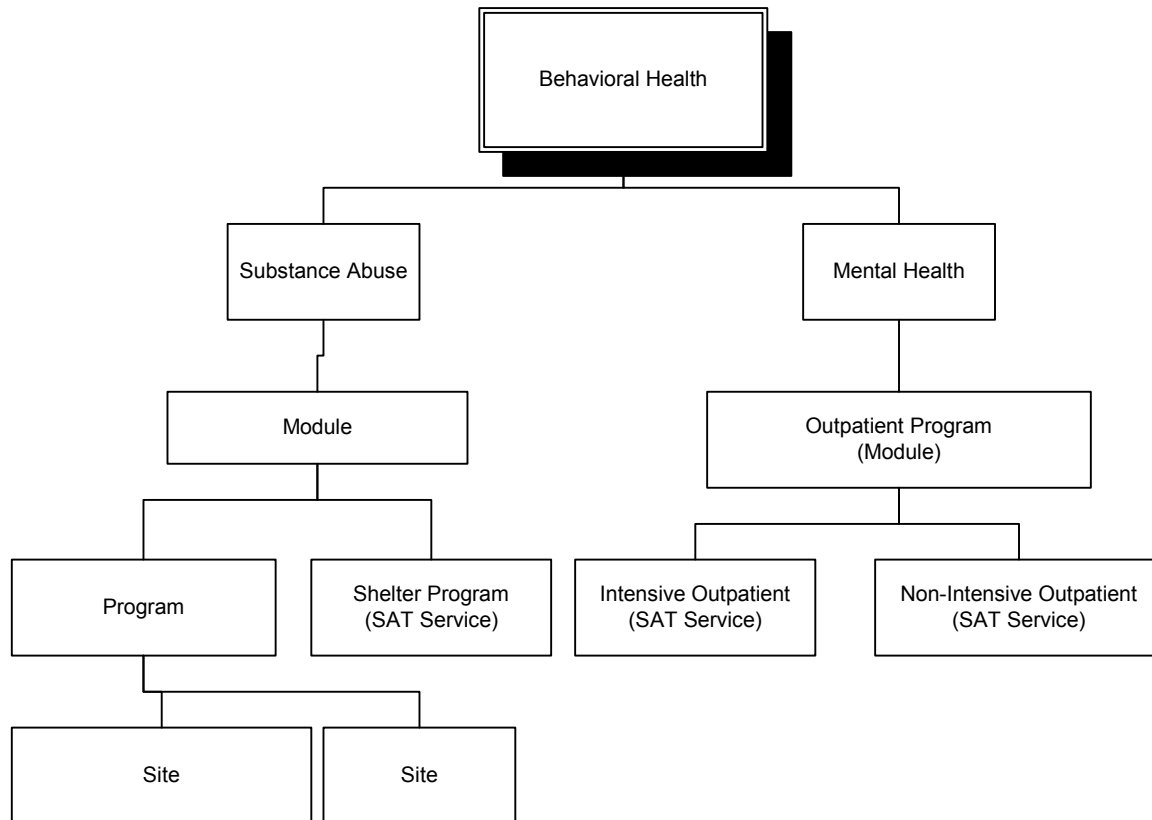 Behavioral Health
Substance Abuse
Mental Health
Module
Outpatient Program
(Module)
Program
Shelter Program
(SAT Service)
Intensive Outpatient
(SAT Service)
Non-Intensive Outpatient
(SAT Service)
Site
Site